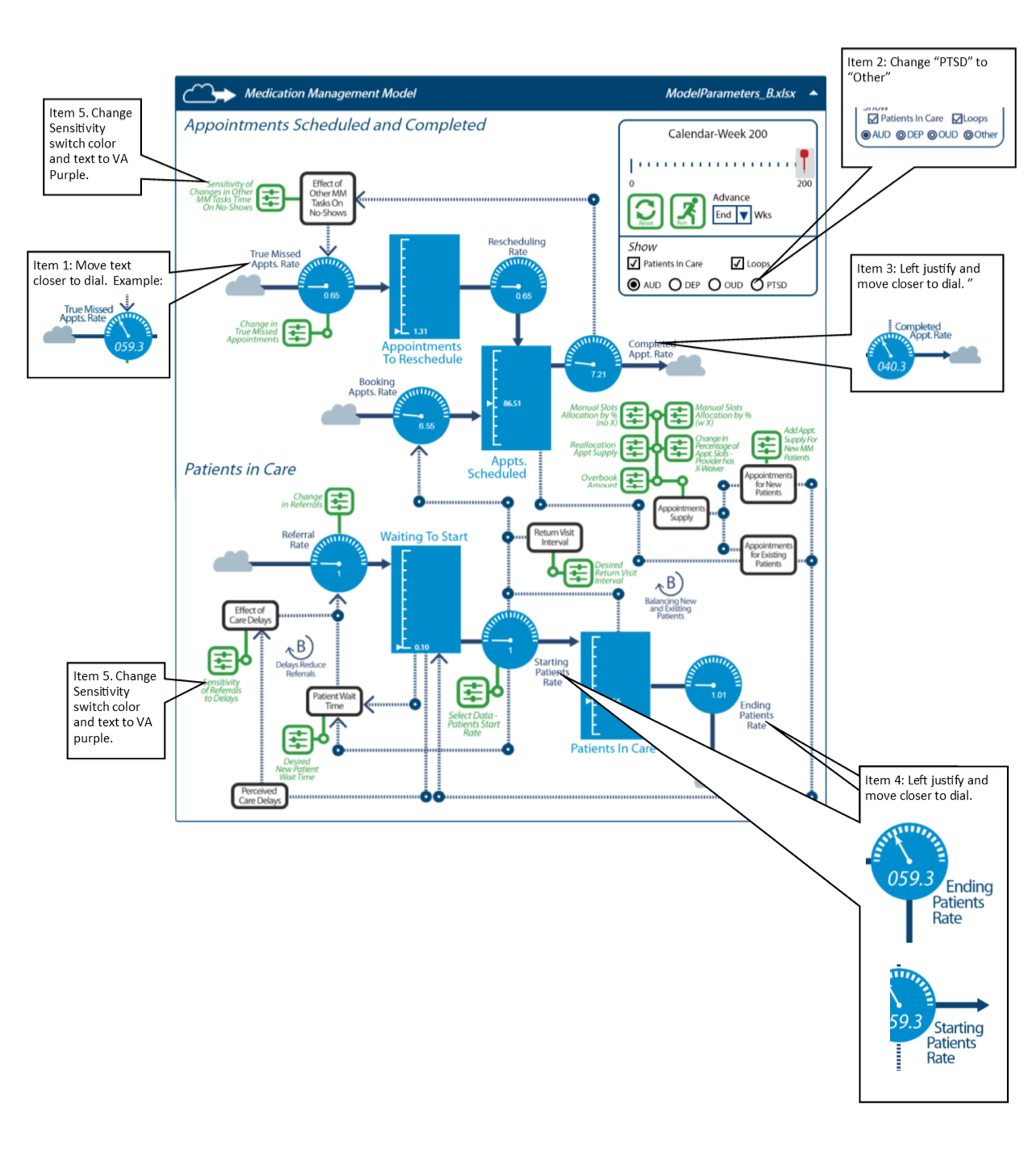 Item 2: Change “PTSD” to
“Other”
Show
Patients In Care Loops
AUD DEP OUD Other
Medication Management Model ModelParameters_B.xlsx
Item 5. Change
Sensitivity
switch color
and text to VA
Purple.
Appointments Scheduled and Completed
Calendar-Week 200
0 200
Reset
Run
Advance
End Wks
Show
Patients In Care Loops
AUD DEP OUD PTSD
Sensitivity of
Changes in Other
MM Tasks Time
On No-Shows
Effect of
Other MM
Tasks On
No-Shows
Item 1: Move text
closer to dial. Example:
True Missed
Appts. Rate
059.3
True Missed
Appts. Rate
0.65
Change in
True Missed
Appointments
1.31
Appointments
To Reschedule
Rescheduling
Rate
0.65
Item 3: Left justify and
move closer to dial. ”
Completed
Appt. Rate
040.3
7.21
Completed
Appt. Rate
Booking
Appts. Rate
6.55
86.51
Appts.
Scheduled
Manual Slots
Allocation by %
(no X)
Manual Slots
Allocation by %
(w X)
Reallocation
Appt Supply
Change in
Percentage of
Appt. Slots -
Provider has
X-Waiver
Overbook
Amount
Add Appt.
Supply For
New MM
Patients
Appointments
Supply
Appointments
for New
Patients
Appointments
for Existing
Patients
Patients in Care
Change
in Referrals
Referral
Rate
1
Waiting To Start
0.10
Return Visit
Interval
Desired
Return Visit
Interval
B
Balancing New
and Existing
Patients
Effect of
Care Delays
B
Delays Reduce
Referrals
Sensitivity
of Referrals
to Delays
Item 5. Change
Sensitivity
switch color
and text to VA
purple.
Patient Wait
Time
Desired
New Patient
Wait Time
Perceived
Care Delays
1
Starting
Patients
Rate
Select Data -
Patients Start
Rate
Patients In Care
1.01
Ending
Patients
Rate
Item 4: Left justify and
move closer to dial.
059.3
Ending
Patients
Rate
59.3
Starting
Patients
Rate